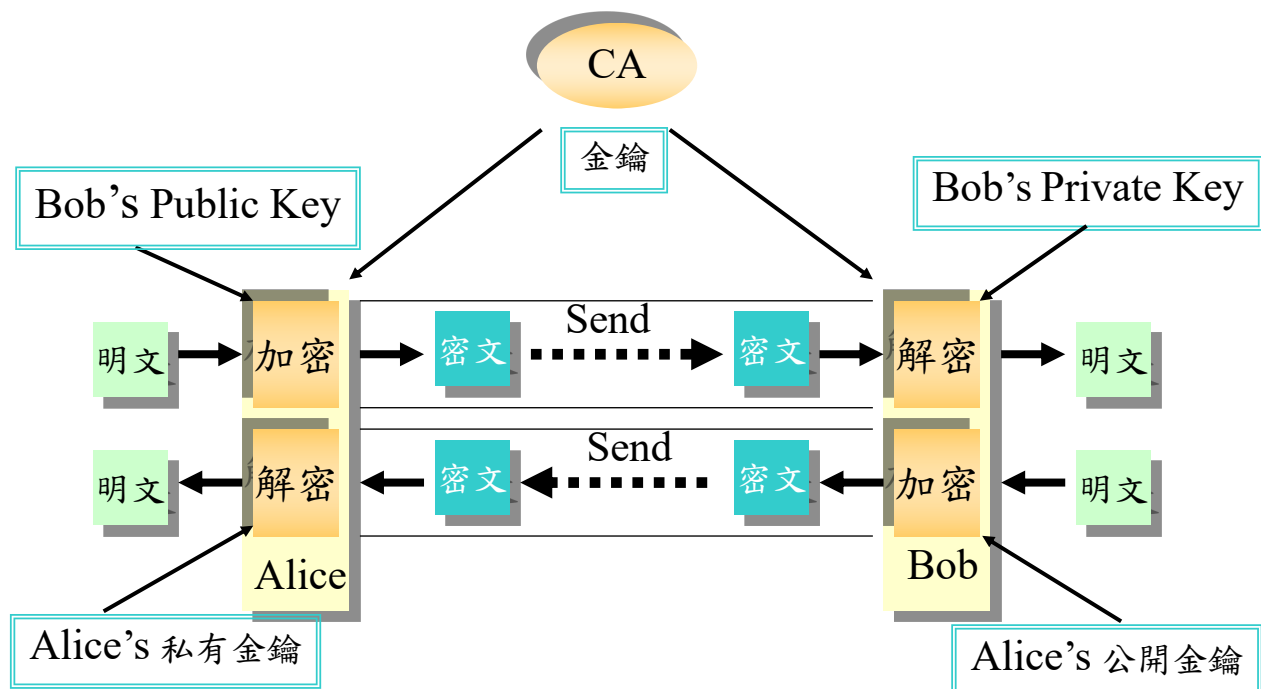 CA
金鑰
Bob's Public Key
Bob's Private Key
明文
加密
密文
Send
密文
解密
明文
明文
解密
密文
Send
密文
加密
明文
Alice
Bob
Alice's 私有金鑰
Alice's 公開金鑰